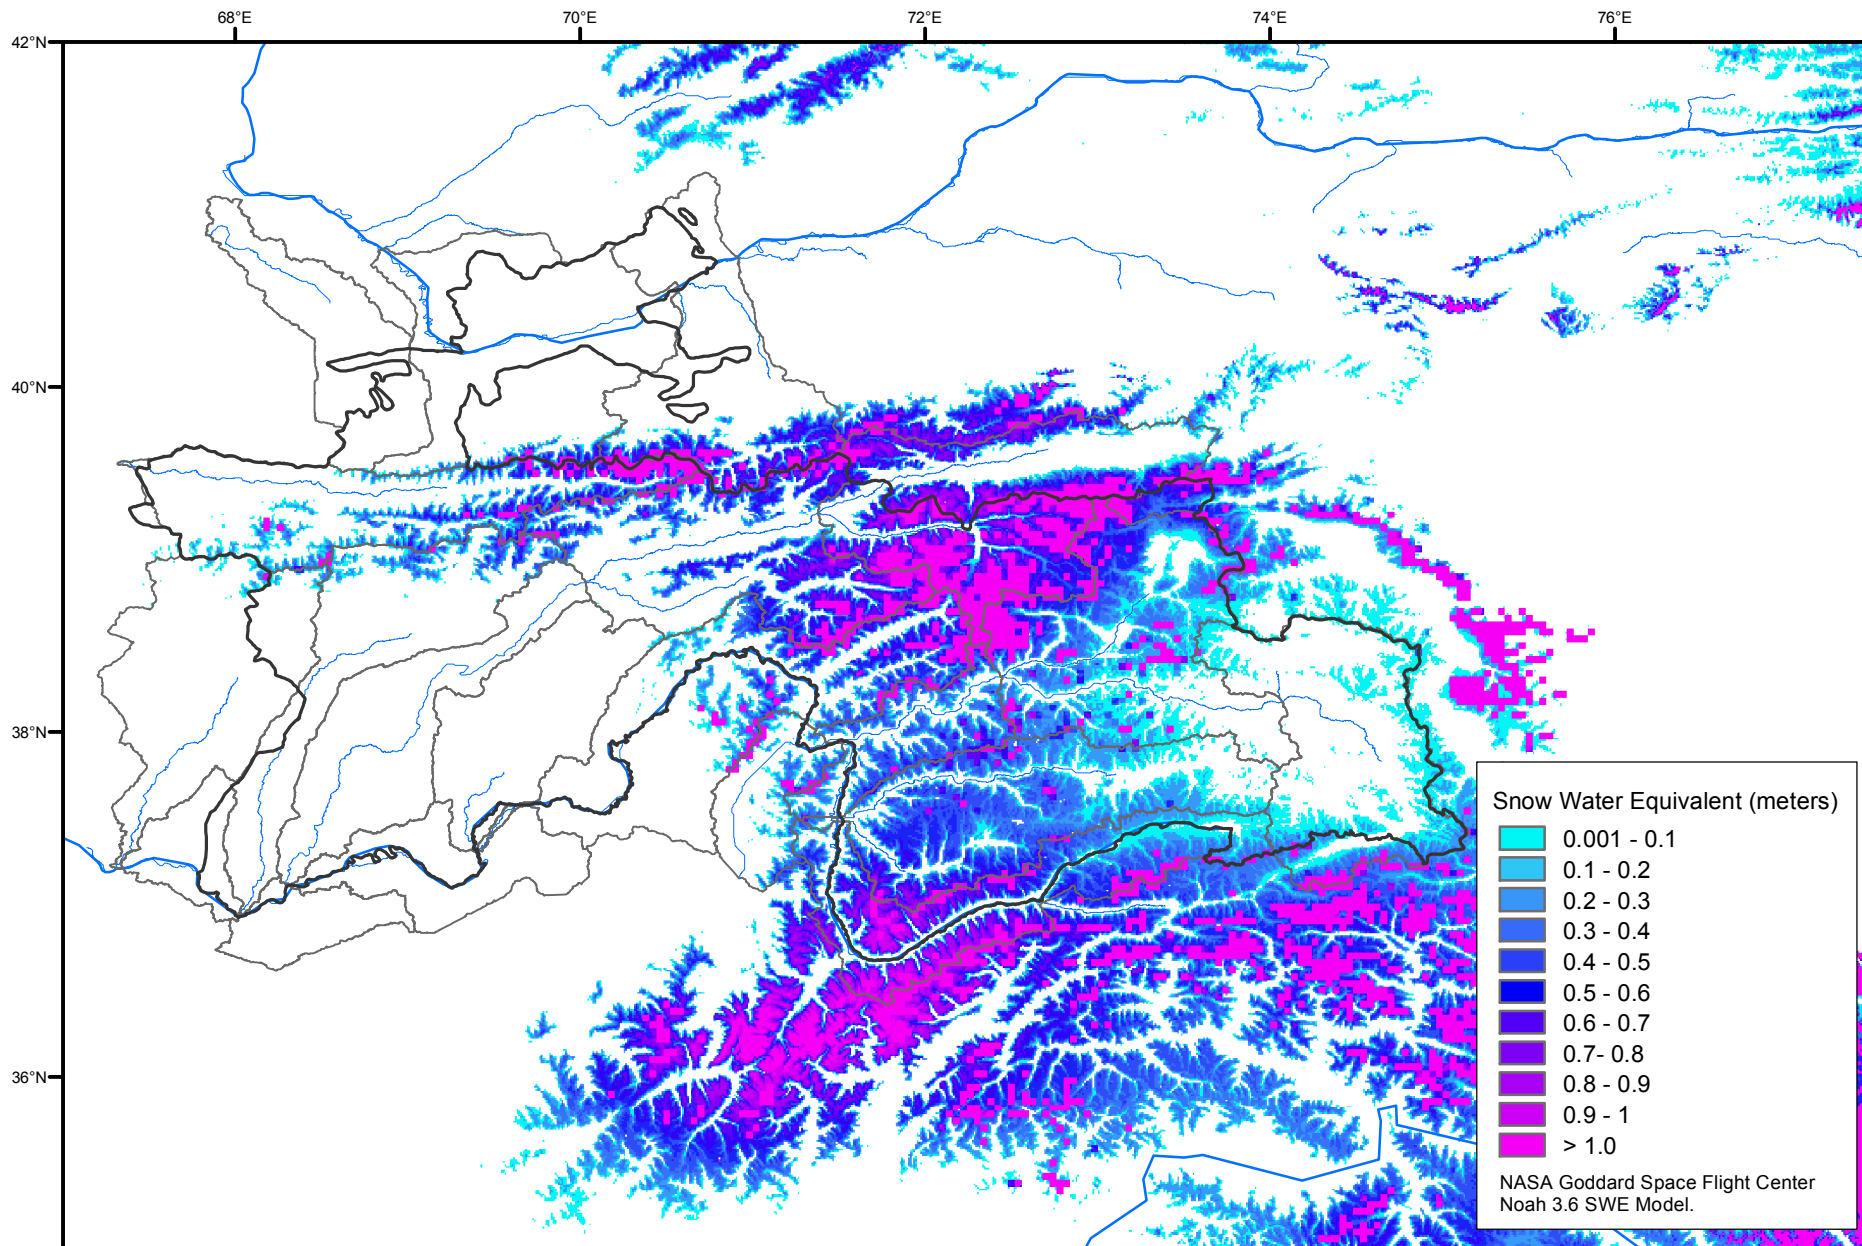 68°E 70°E 72°E 74°E 76°E
42°N
40°N
38°N
36°N
Snow Water Equivalent (meters)
0.001 - 0.1
0.1 - 0.2
0.2 - 0.3
0.3 - 0.4
0.4 - 0.5
0.5 - 0.6
0.6 - 0.7
0.7- 0.8
0.8 - 0.9
0.9 - 1
> 1.0
NASA Goddard Space Flight Center
Noah 3.6 SWE Model.